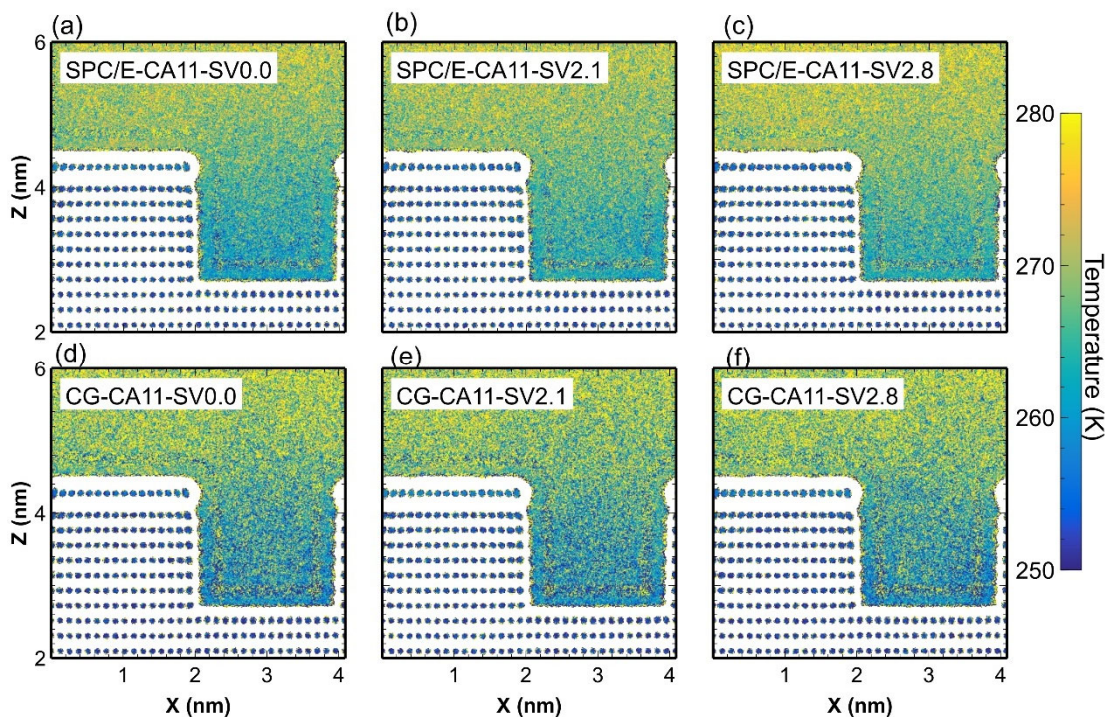 (a)
(b)
(c)
SPC/E-CA11-SV0.0
SPC/E-CA11-SV2.1
SPC/E-CA11-SV2.8
6
4
2
Z (nm)
(d)
(e)
(f)
CG-CA11-SV0.0
CG-CA11-SV2.1
CG-CA11-SV2.8
6
4
2
Z (nm)
1 2 3 4
1 2 3 4
1 2 3 4
X (nm)
X (nm)
X (nm)
280
270
260
250
Temperature (K)